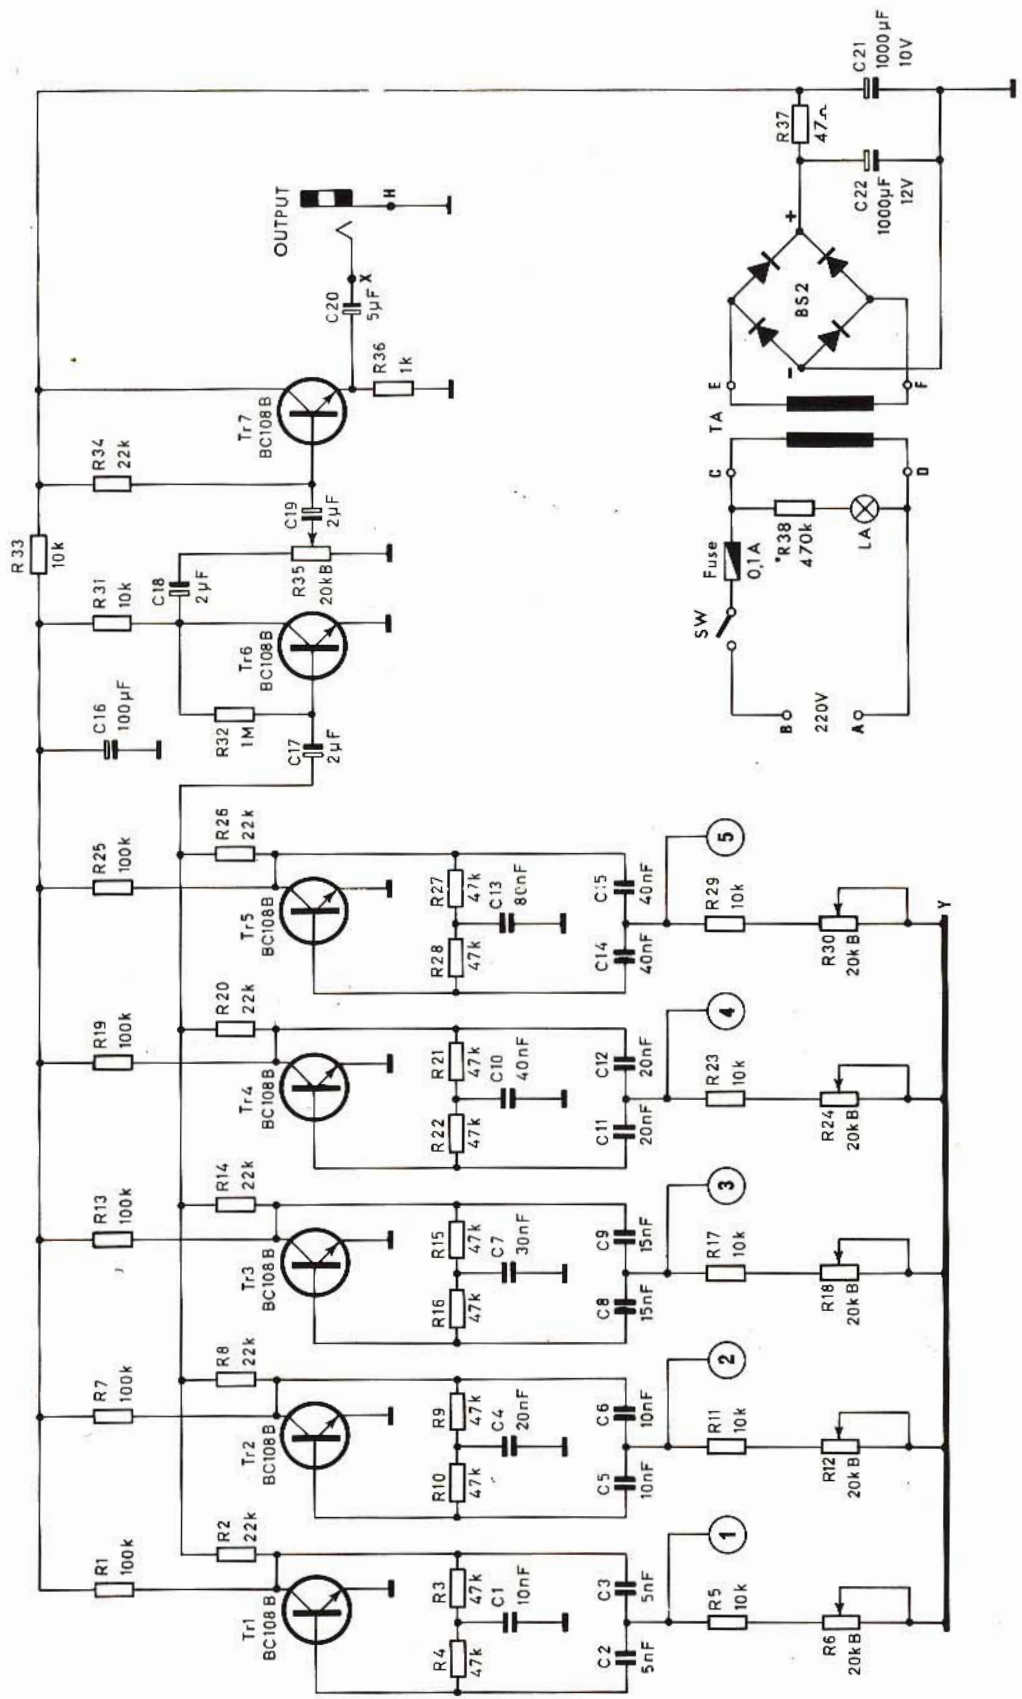 R1
100k
R7
100k
R13
100k
R19
100k
R25
100k
C16
100µF
R31
10k
R33
10k
R34
22k
R2
22k
R8
22k
R14
22k
R20
22k
R26
22k
R32
1M
C18
2µF
Tr1
BC108B
Tr2
BC108B
Tr3
BC108B
Tr4
BC108B
Tr5
BC108B
C17
2µF
Tr6
BC108B
R35
20kB
C19
2µF
Tr7
BC108B
C20
5µF
X
OUTPUT
H
R36
1k
R4
47k
R3
47k
C1
10nF
R10
47k
R9
47k
C4
20nF
R16
47k
R15
47k
C7
30nF
R22
47k
R21
47k
C10
40nF
R28
47k
R27
47k
C13
80nF
C2
5nF
C3
5nF
C5
10nF
C6
10nF
C8
15nF
C9
15nF
C11
20nF
C12
20nF
C14
40nF
C15
40nF
1
2
3
4
5
R5
10k
R11
10k
R17
10k
R23
10k
R29
10k
R6
20kB
R12
20kB
R18
20kB
R24
20kB
R30
20kB
Y
SW
Fuse
0,1A
C
TA
E
B
220V
A
*R38
470k
LA
D
F
BS2
+
-
R37
47Ω
C22
1000µF
12V
C21
1000µF
10V